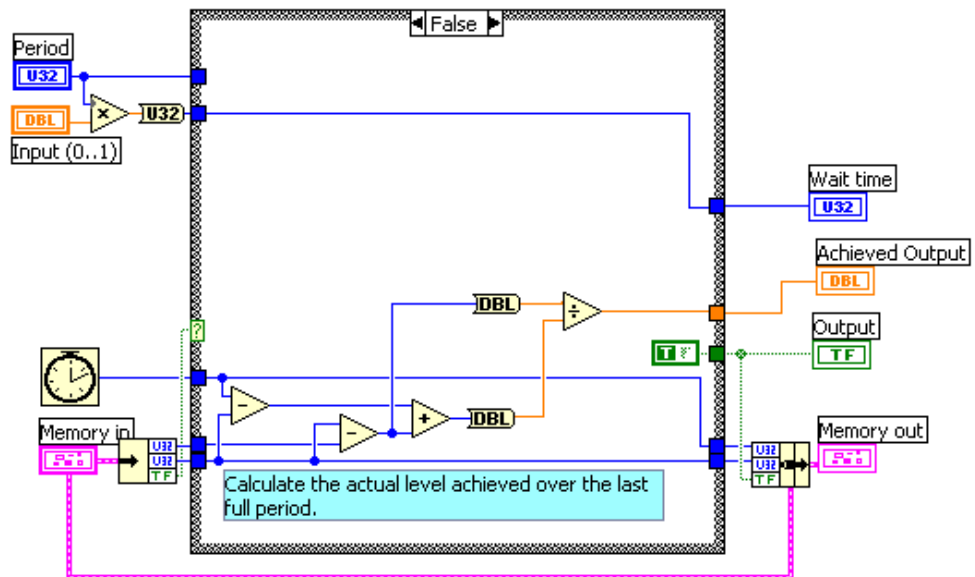 False
Period
U32
DBL
×
U32
Input (0..1)
Wait time
U32
Achieved Output
DBL
DBL
÷
?
T F
Output
TF
-
-
+
DBL
Memory in
U32
U32
TF
Calculate the actual level achieved over the last
full period.
U32
U32
TF
Memory out